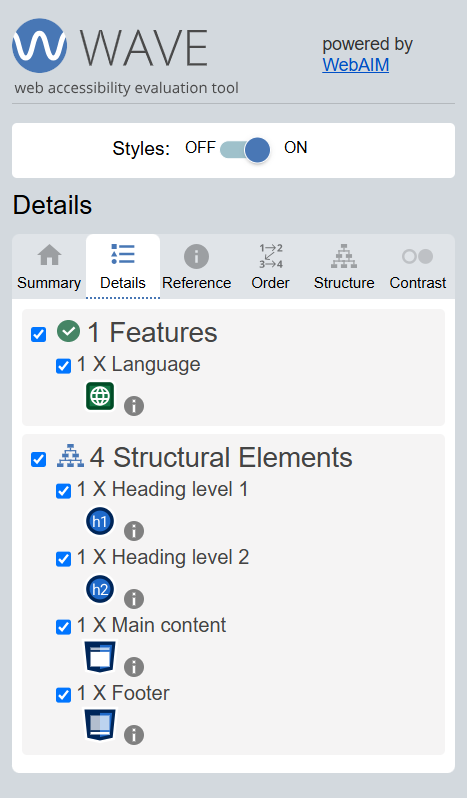 WAVE
powered by
WebAIM
web accessibility evaluation tool
Styles: OFF ON
Details
Summary Details Reference Order Structure Contrast
1 Features
1 X Language
4 Structural Elements
1 X Heading level 1
h1
1 X Heading level 2
h2
1 X Main content
1 X Footer